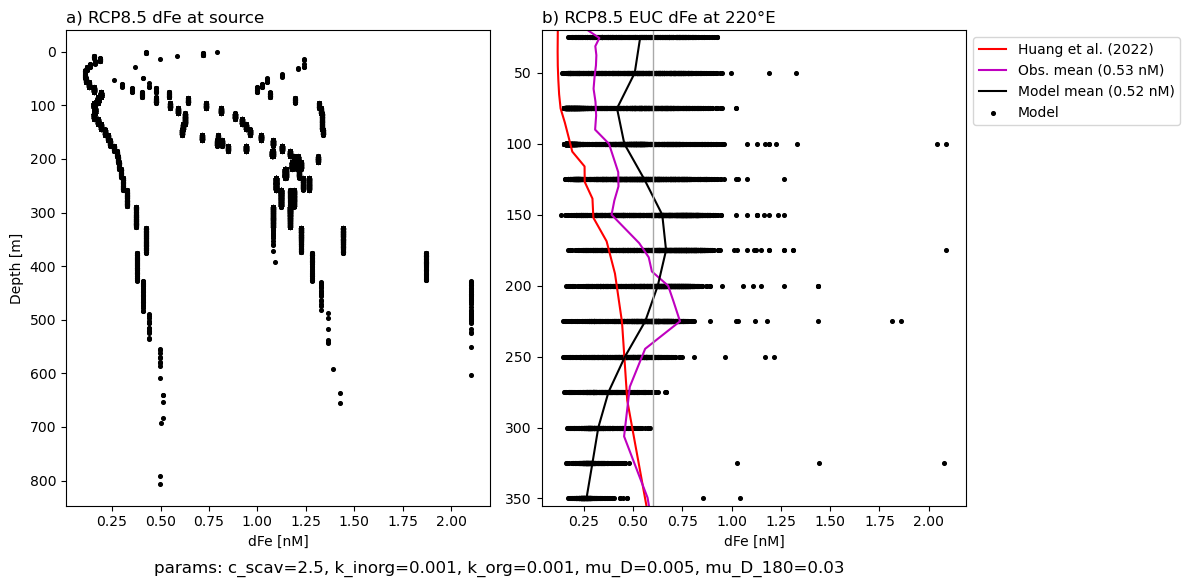 a) RCP8.5 dFe at source
0
100
200
300
400
500
600
700
800
Depth [m]
0.25 0.50 0.75 1.00 1.25 1.50 1.75 2.00
dFe [nM]
b) RCP8.5 EUC dFe at 220°E
50
100
150
200
250
300
350
0.25 0.50 0.75 1.00 1.25 1.50 1.75 2.00
dFe [nM]
Huang et al. (2022)
Obs. mean (0.53 nM)
Model mean (0.52 nM)
Model
params: c_scav=2.5, k_inorg=0.001, k_org=0.001, mu_D=0.005, mu_D_180=0.03